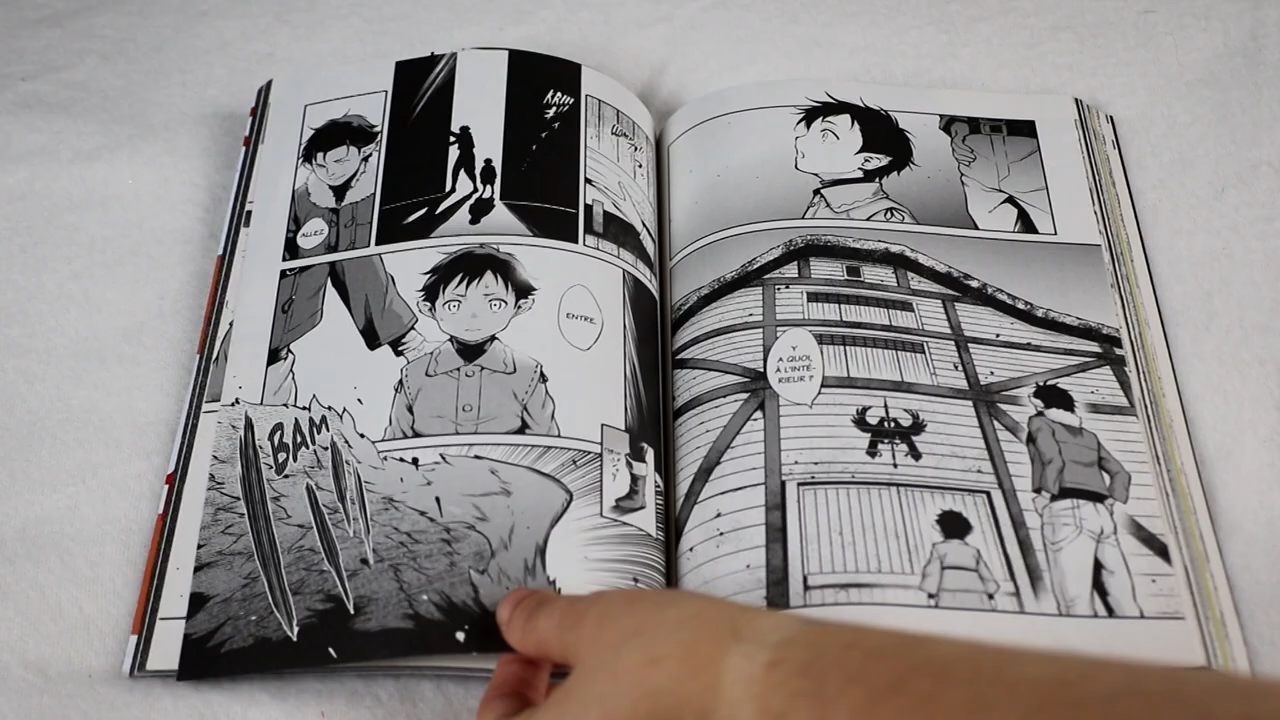 ALLEZ
KRIII
ENTRE.
BAM
Y
A QUOI,
À L'INTÉ-
RIEUR ?